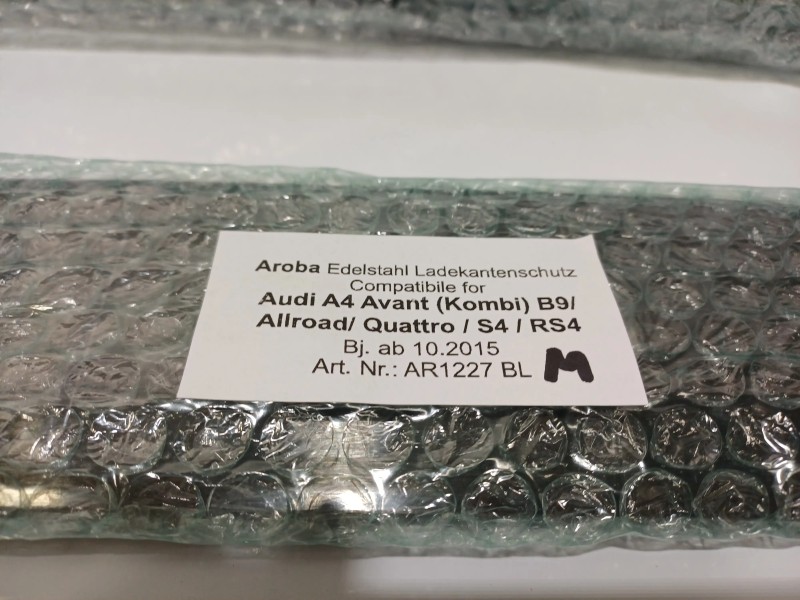 Aroba Edelstahl Ladekantenschutz
Compatibile for
Audi A4 Avant (Kombi) B9/
Allroad/ Quattro / S4 / RS4
Bj. ab 10.2015
Art. Nr.: AR1227 BL M